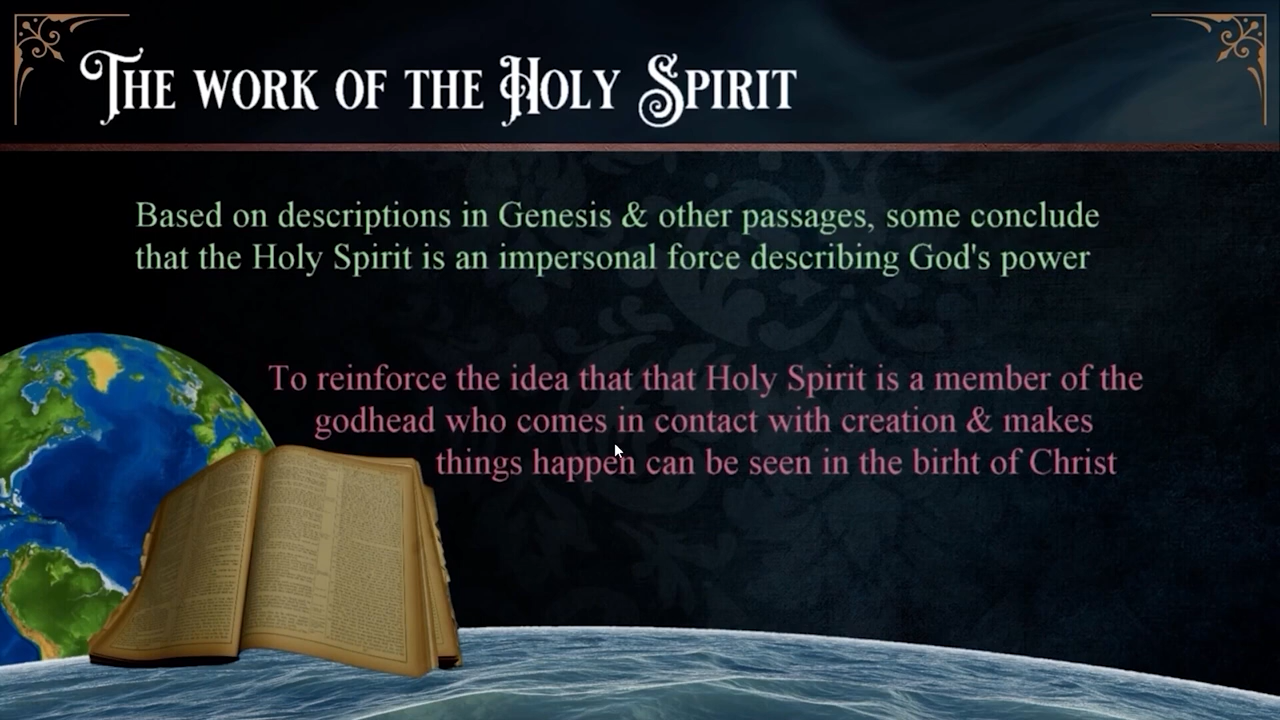 The work of the Holy Spirit
Based on descriptions in Genesis & other passages, some conclude
that the Holy Spirit is an impersonal force describing God's power
To reinforce the idea that that Holy Spirit is a member of the
godhead who comes in contact with creation & makes
things happen can be seen in the birht of Christ